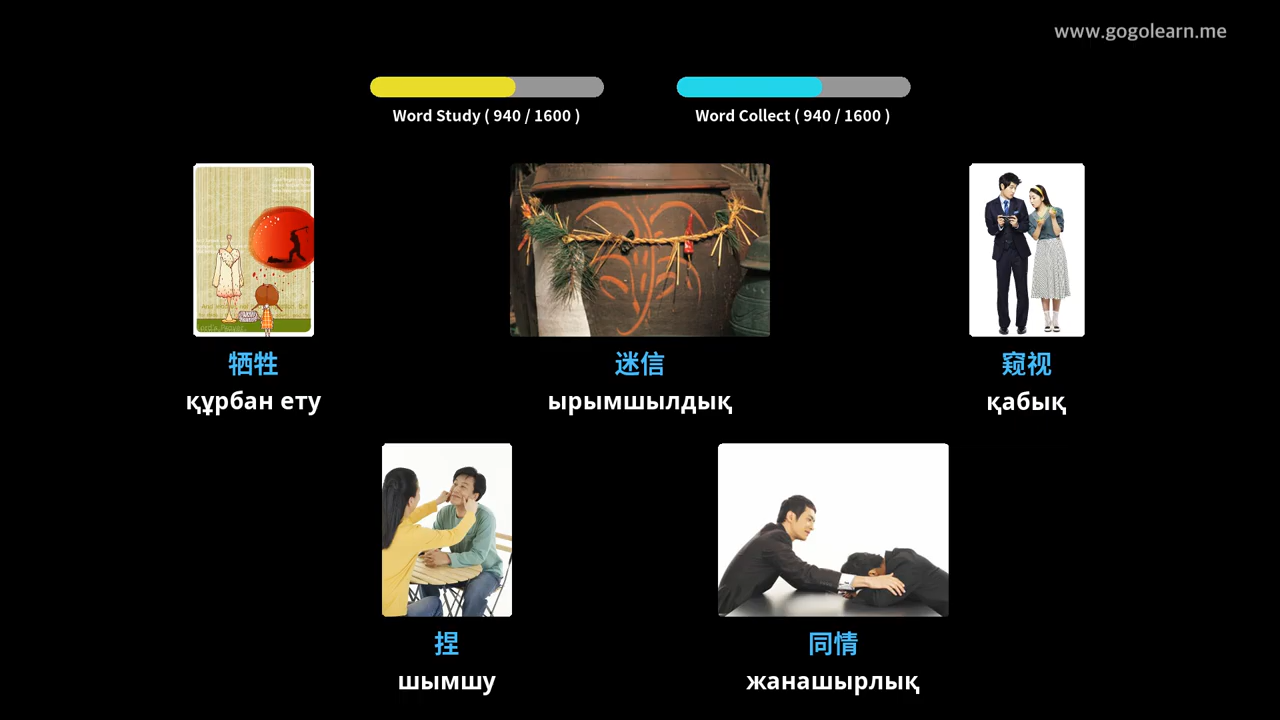 www.gogolearn.me
Word Study ( 940 / 1600 )
Word Collect ( 940 / 1600 )
牺牲
құрбан ету
迷信
ырымшылдық
窥视
қабық
捏
шымшу
同情
жанашырлық